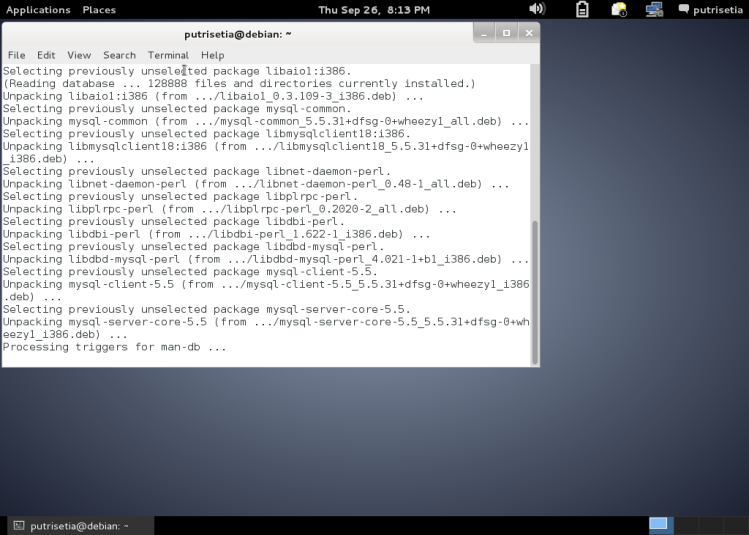 Applications Places Thu Sep 26, 8:13 PM putrisetia
putrisetia@debian: ~
File Edit View Search Terminal Help
Selecting previously unselected package libaio1:i386.
(Reading database ... 128888 files and directories currently installed.)
Unpacking libaio1:i386 (from .../libaio1_0.3.109-3_i386.deb) ...
Selecting previously unselected package mysql-common.
Unpacking mysql-common (from .../mysql-common_5.5.31+dfsg-0+wheezy1_all.deb) ...
Selecting previously unselected package libmysqlclient18:i386.
Unpacking libmysqlclient18:i386 (from .../libmysqlclient18_5.5.31+dfsg-0+wheezy1
_i386.deb) ...
Selecting previously unselected package libnet-daemon-perl.
Unpacking libnet-daemon-perl (from .../libnet-daemon-perl_0.48-1_all.deb) ...
Selecting previously unselected package libplrpc-perl.
Unpacking libplrpc-perl (from .../libplrpc-perl_0.2020-2_all.deb) ...
Selecting previously unselected package libdbi-perl.
Unpacking libdbi-perl (from .../libdbi-perl_1.622-1_i386.deb) ...
Selecting previously unselected package libdbd-mysql-perl.
Unpacking libdbd-mysql-perl (from .../libdbd-mysql-perl_4.021-1+b1_i386.deb) ...
Selecting previously unselected package mysql-client-5.5.
Unpacking mysql-client-5.5 (from .../mysql-client-5.5_5.5.31+dfsg-0+wheezy1_i386
.deb) ...
Selecting previously unselected package mysql-server-core-5.5.
Unpacking mysql-server-core-5.5 (from .../mysql-server-core-5.5_5.5.31+dfsg-0+wh
eezy1_i386.deb) ...
Processing triggers for man-db ...
putrisetia@debian: ~